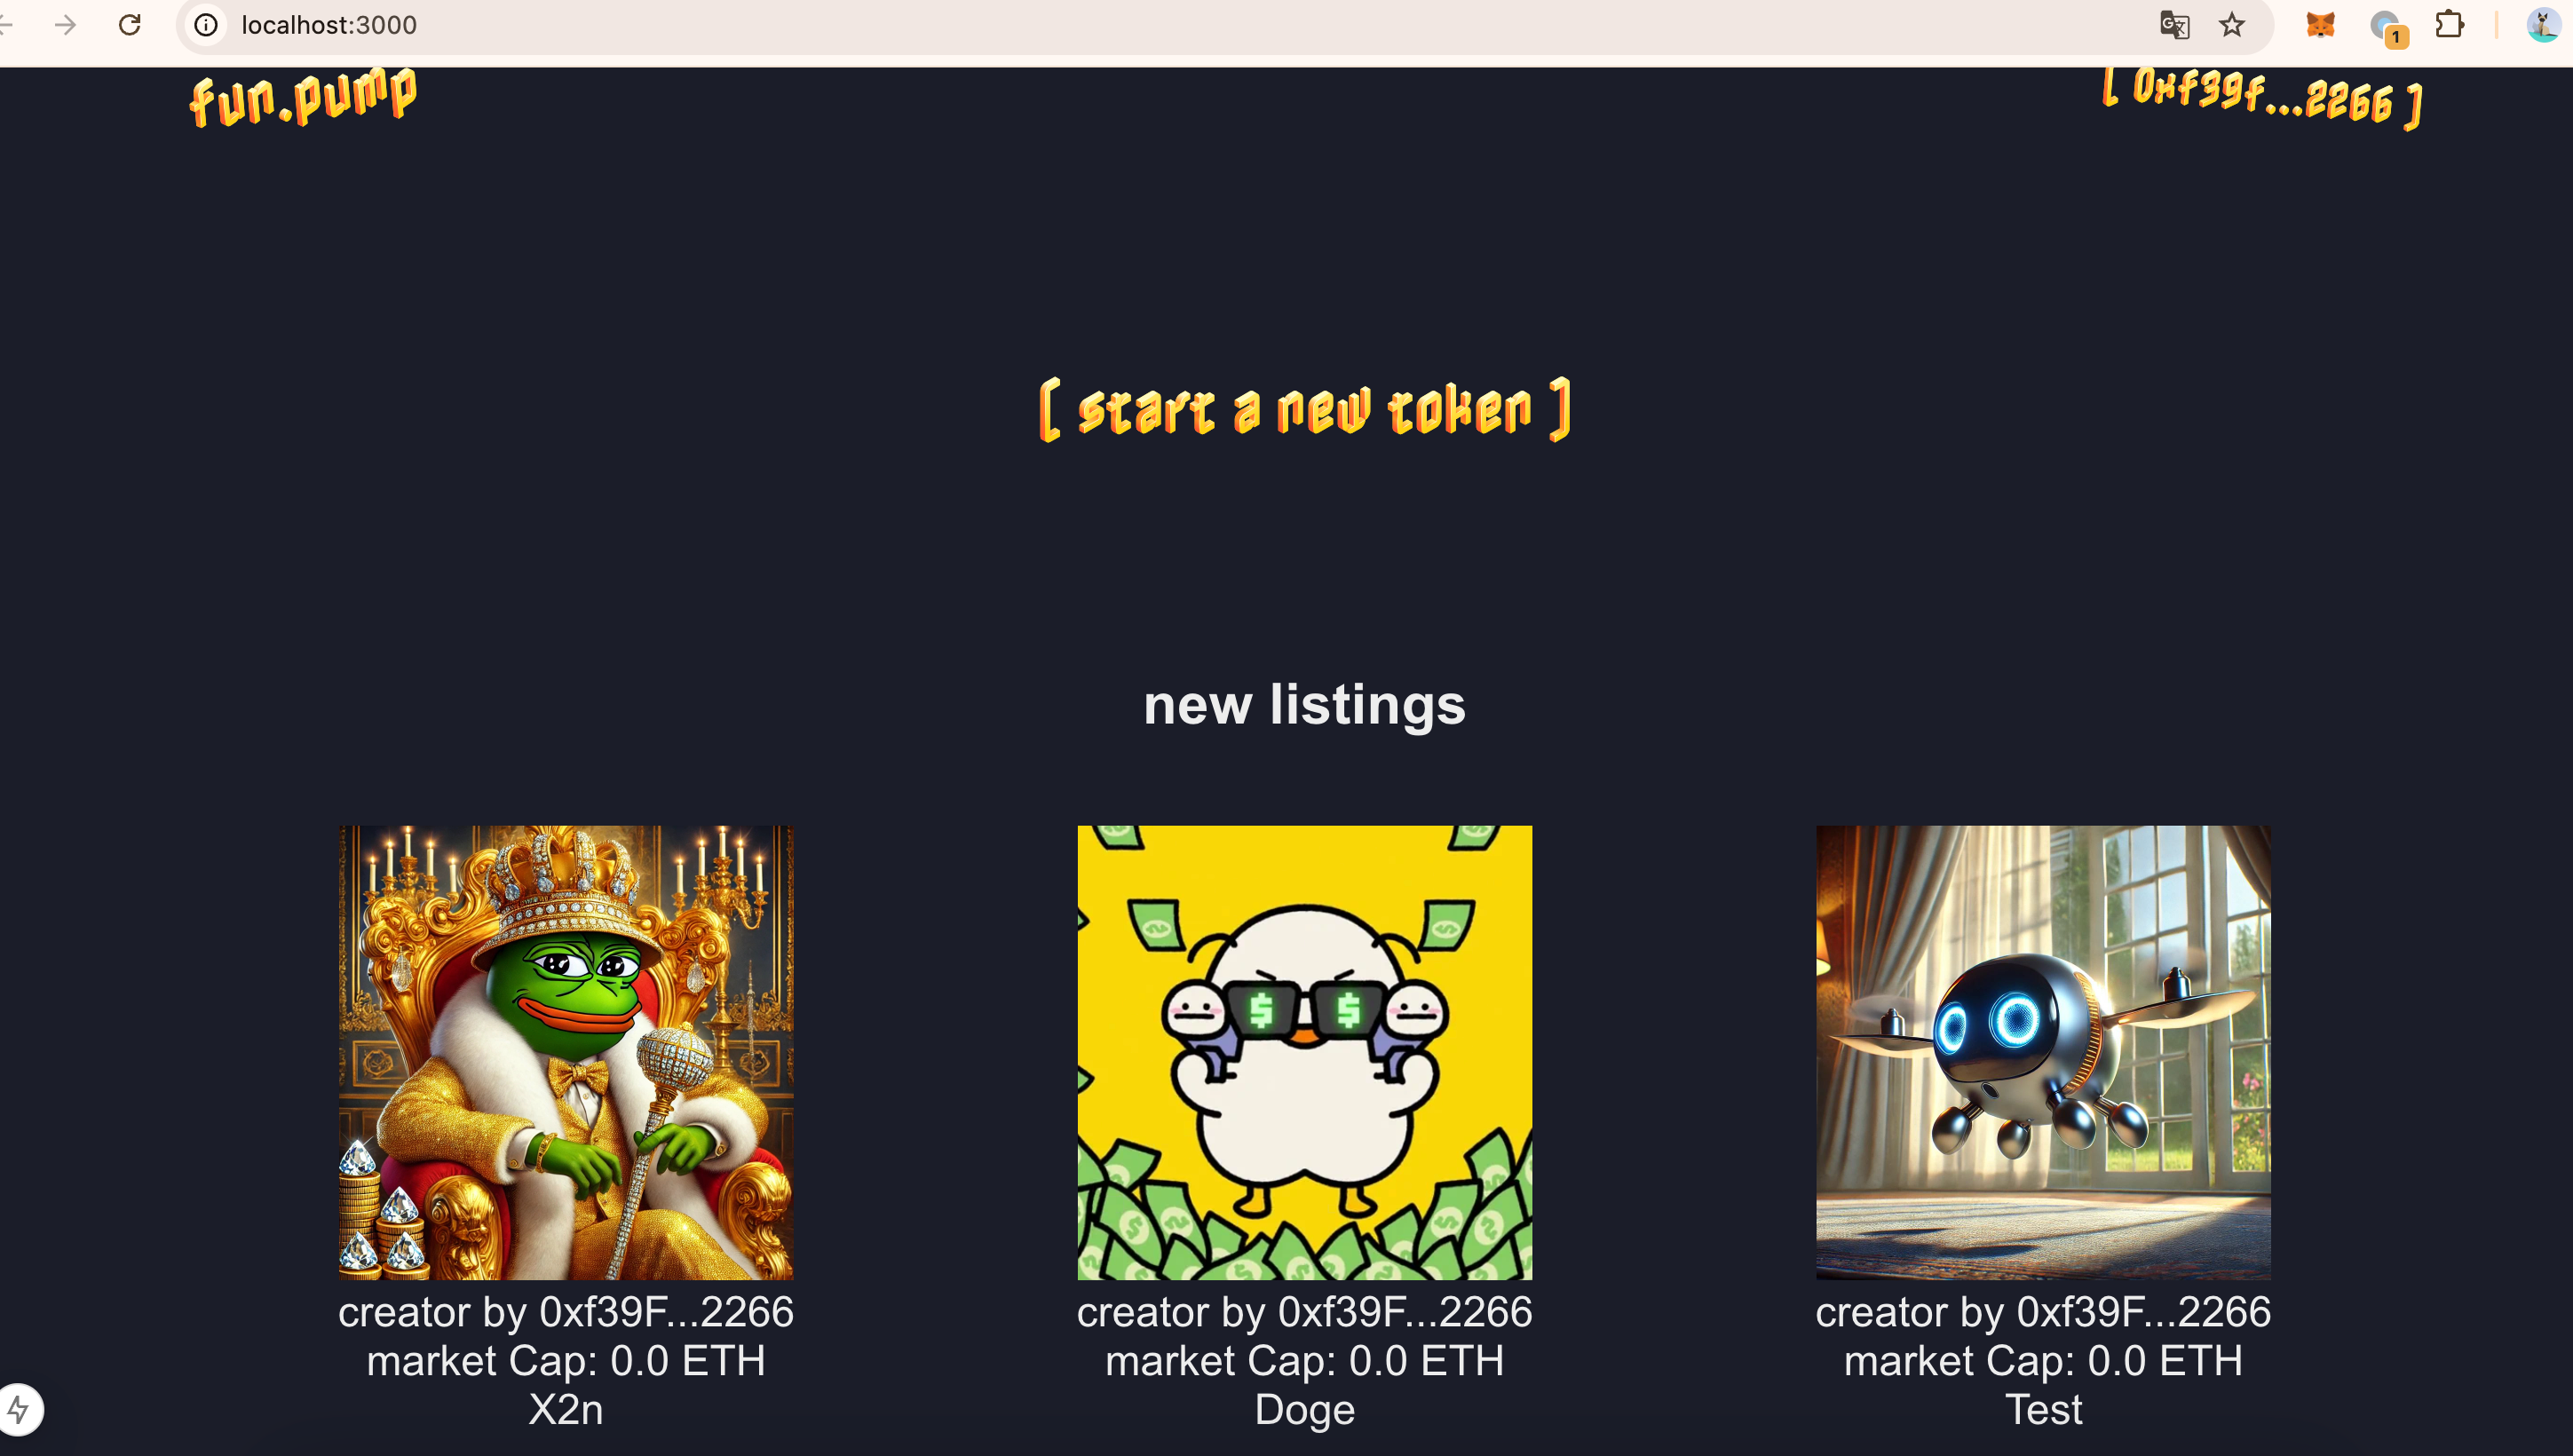 localhost:3000
1
fun.pump
[ 0xf39f...2266 ]
[ start a new token ]
new listings
$ $
creator by 0xf39F...2266
market Cap: 0.0 ETH
X2n
creator by 0xf39F...2266
market Cap: 0.0 ETH
Doge
creator by 0xf39F...2266
market Cap: 0.0 ETH
Test